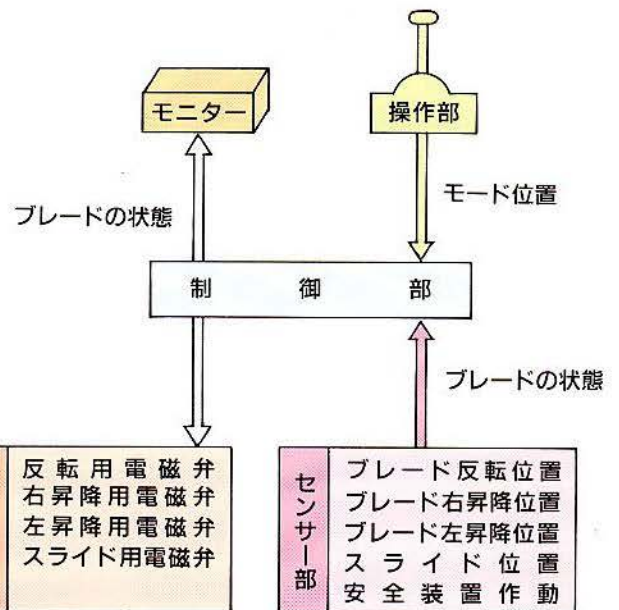 モニター
操作部
ブレードの状態
モード位置
制御部
ブレードの状態
反転用電磁弁
右昇降用電磁弁
左昇降用電磁弁
スライド用電磁弁
センサー部
ブレード反転位置
ブレード右昇降位置
ブレード左昇降位置
スライド位置
安全装置作動